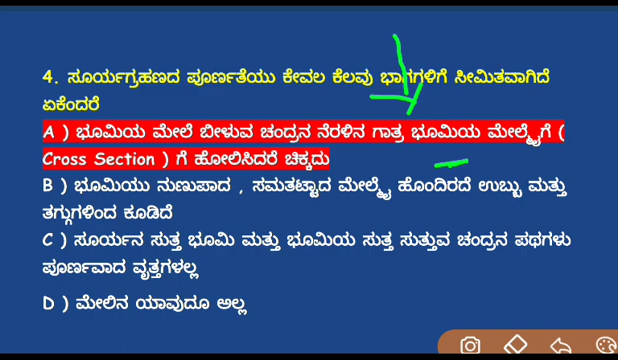 4. ಸೂರ್ಯಗ್ರಹಣದ ಪೂರ್ಣತೆಯು ಕೇವಲ ಕೆಲವು ಭಾಗಗಳಿಗೆ ಸೀಮಿತವಾಗಿದೆ
ಏಕೆಂದರೆ
A ) ಭೂಮಿಯ ಮೇಲೆ ಬೀಳುವ ಚಂದ್ರನ ನೆರಳಿನ ಗಾತ್ರ ಭೂಮಿಯ ಮೇಲ್ಮೈಗೆ (
Cross Section ) ಗೆ ಹೋಲಿಸಿದರೆ ಚಿಕ್ಕದು
B ) ಭೂಮಿಯು ನುಣುಪಾದ , ಸಮತಟ್ಟಾದ ಮೇಲ್ಮೈ ಹೊಂದಿರದೆ ಉಬ್ಬು ಮತ್ತು
ತಗ್ಗುಗಳಿಂದ ಕೂಡಿದೆ
C ) ಸೂರ್ಯನ ಸುತ್ತ ಭೂಮಿ ಮತ್ತು ಭೂಮಿಯ ಸುತ್ತ ಸುತ್ತುವ ಚಂದ್ರನ ಪಥಗಳು
ಪೂರ್ಣವಾದ ವೃತ್ತಗಳಲ್ಲ
D ) ಮೇಲಿನ ಯಾವುದೂ ಅಲ್ಲ